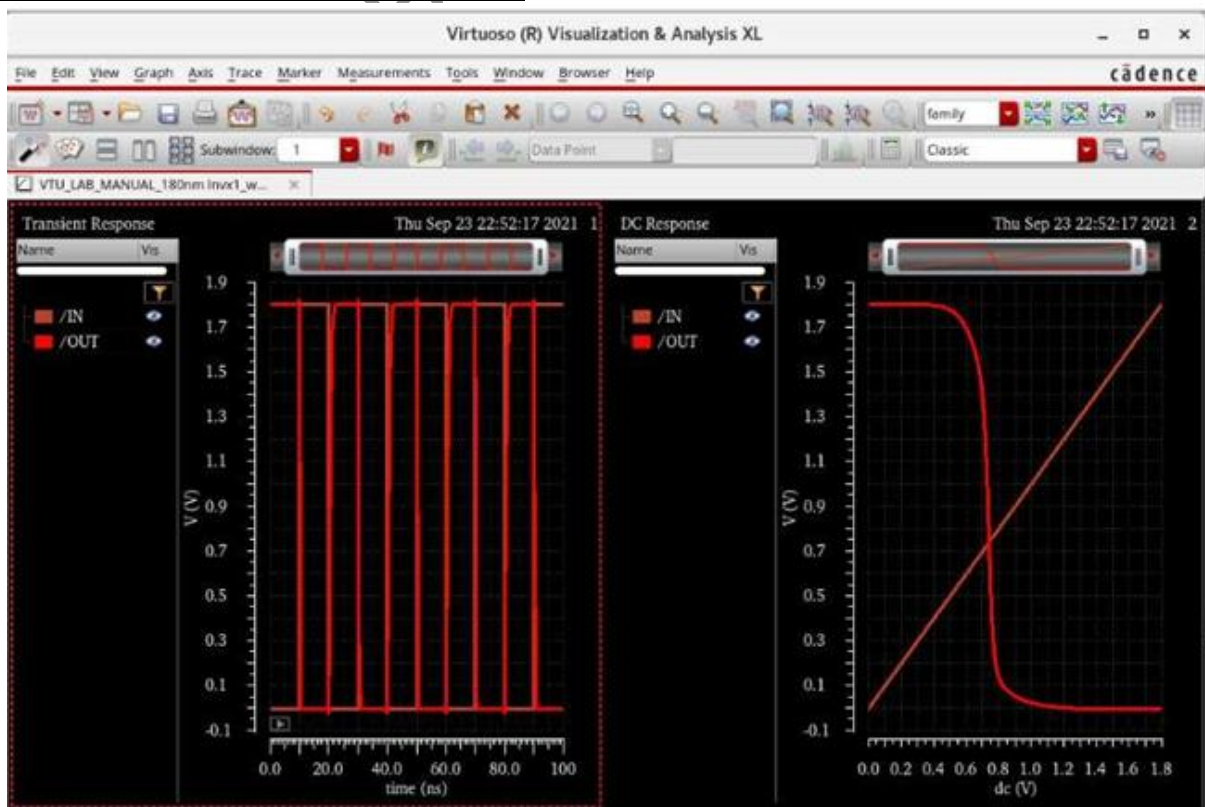 Virtuoso (R) Visualization & Analysis XL
File Edit View Graph Axis Trace Marker Measurements Tools Window Browser Help
cādence
family
Subwindow: 1
Data Point
Classic
VTU_LAB_MANUAL_180nm invx1_w...
Transient Response
Thu Sep 23 22:52:17 2021 1
Name Vis
/IN
/OUT
1.9
1.7
1.5
1.3
1.1
0.9
0.7
0.5
0.3
0.1
-0.1
V (V)
0.0 20.0 40.0 60.0 80.0 100
time (ns)
DC Response
Thu Sep 23 22:52:17 2021 2
Name Vis
/IN
/OUT
1.9
1.7
1.5
1.3
1.1
0.9
0.7
0.5
0.3
0.1
-0.1
V (V)
0.0 0.2 0.4 0.6 0.8 1.0 1.2 1.4 1.6 1.8
dc (V)